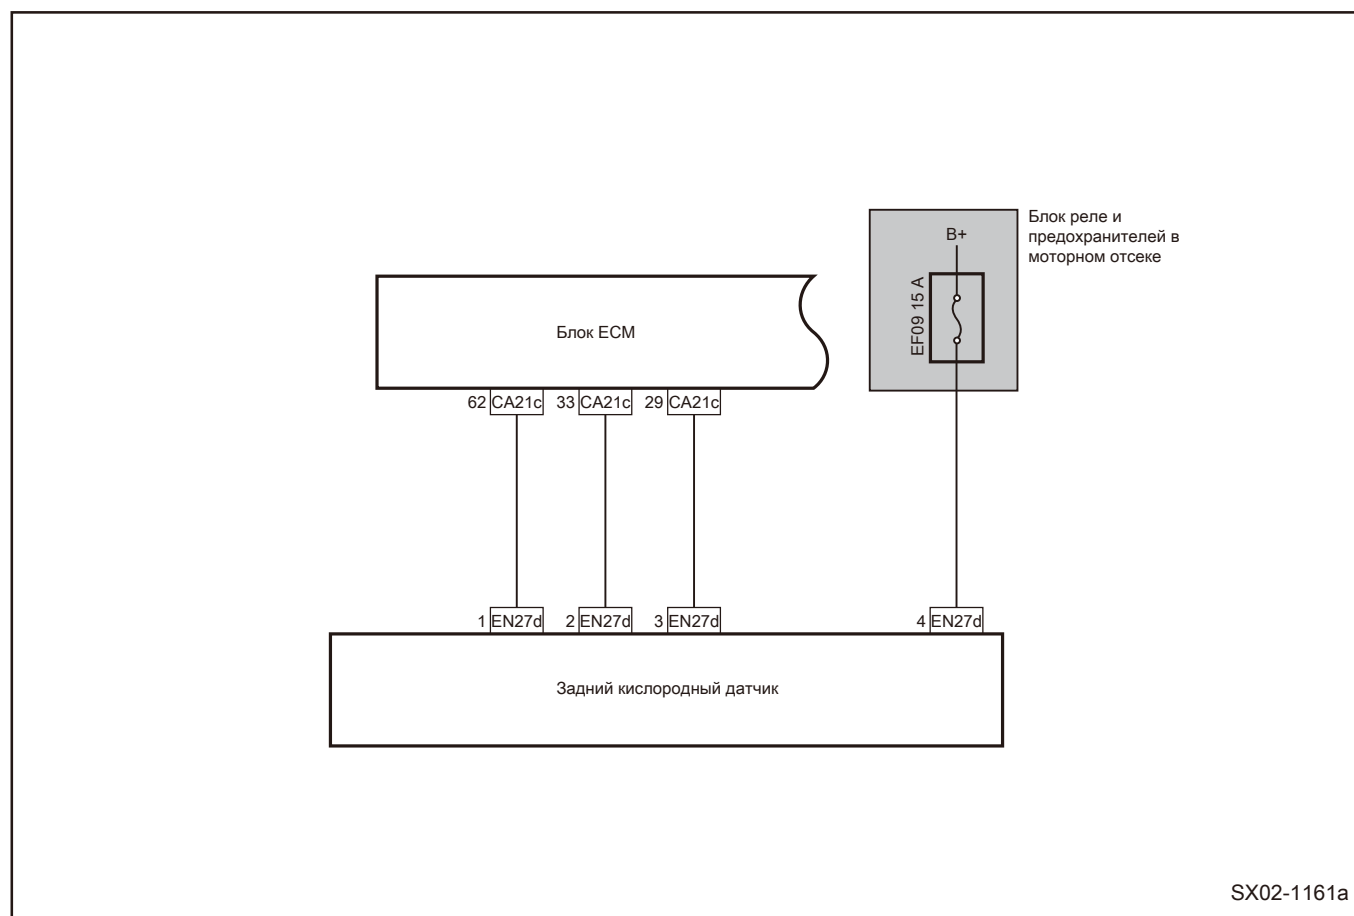 Блок реле и
предохранителей в
моторном отсеке
B+
EF09 15 A
Блок ECM
62 CA21c 33 CA21c 29 CA21c
1 EN27d 2 EN27d 3 EN27d 4 EN27d
Задний кислородный датчик
SX02-1161a